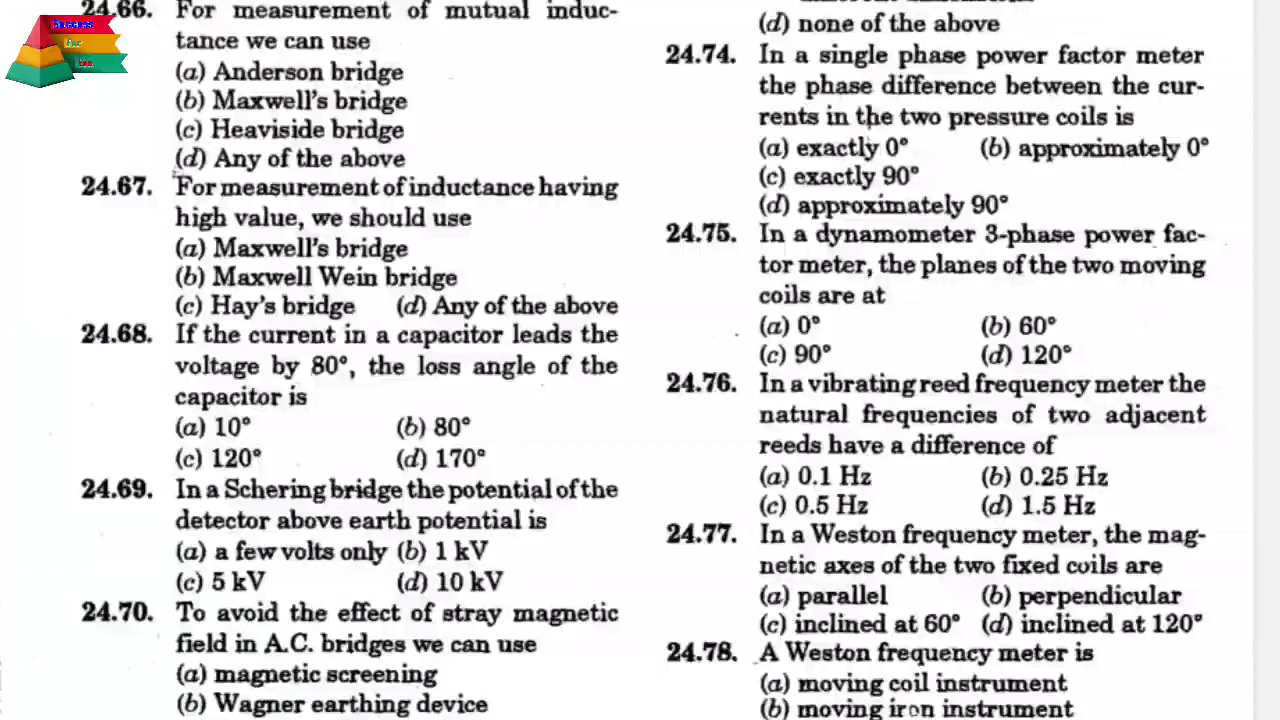 Success
For
You
24.66. For measurement of mutual induc-
tance we can use
(a) Anderson bridge
(b) Maxwell's bridge
(c) Heaviside bridge
(d) Any of the above
24.67. For measurement of inductance having
high value, we should use
(a) Maxwell's bridge
(b) Maxwell Wein bridge
(c) Hay's bridge (d) Any of the above
24.68. If the current in a capacitor leads the
voltage by 80°, the loss angle of the
capacitor is
(a) 10° (b) 80°
(c) 120° (d) 170°
24.69. In a Schering bridge the potential of the
detector above earth potential is
(a) a few volts only (b) 1 kV
(c) 5 kV (d) 10 kV
24.70. To avoid the effect of stray magnetic
field in A.C. bridges we can use
(a) magnetic screening
(b) Wagner earthing device
(d) none of the above
24.74. In a single phase power factor meter
the phase difference between the cur-
rents in the two pressure coils is
(a) exactly 0° (b) approximately 0°
(c) exactly 90°
(d) approximately 90°
24.75. In a dynamometer 3-phase power fac-
tor meter, the planes of the two moving
coils are at
(a) 0° (b) 60°
(c) 90° (d) 120°
24.76. In a vibrating reed frequency meter the
natural frequencies of two adjacent
reeds have a difference of
(a) 0.1 Hz (b) 0.25 Hz
(c) 0.5 Hz (d) 1.5 Hz
24.77. In a Weston frequency meter, the mag-
netic axes of the two fixed coils are
(a) parallel (b) perpendicular
(c) inclined at 60° (d) inclined at 120°
24.78. A Weston frequency meter is
(a) moving coil instrument
(b) moving iron instrument